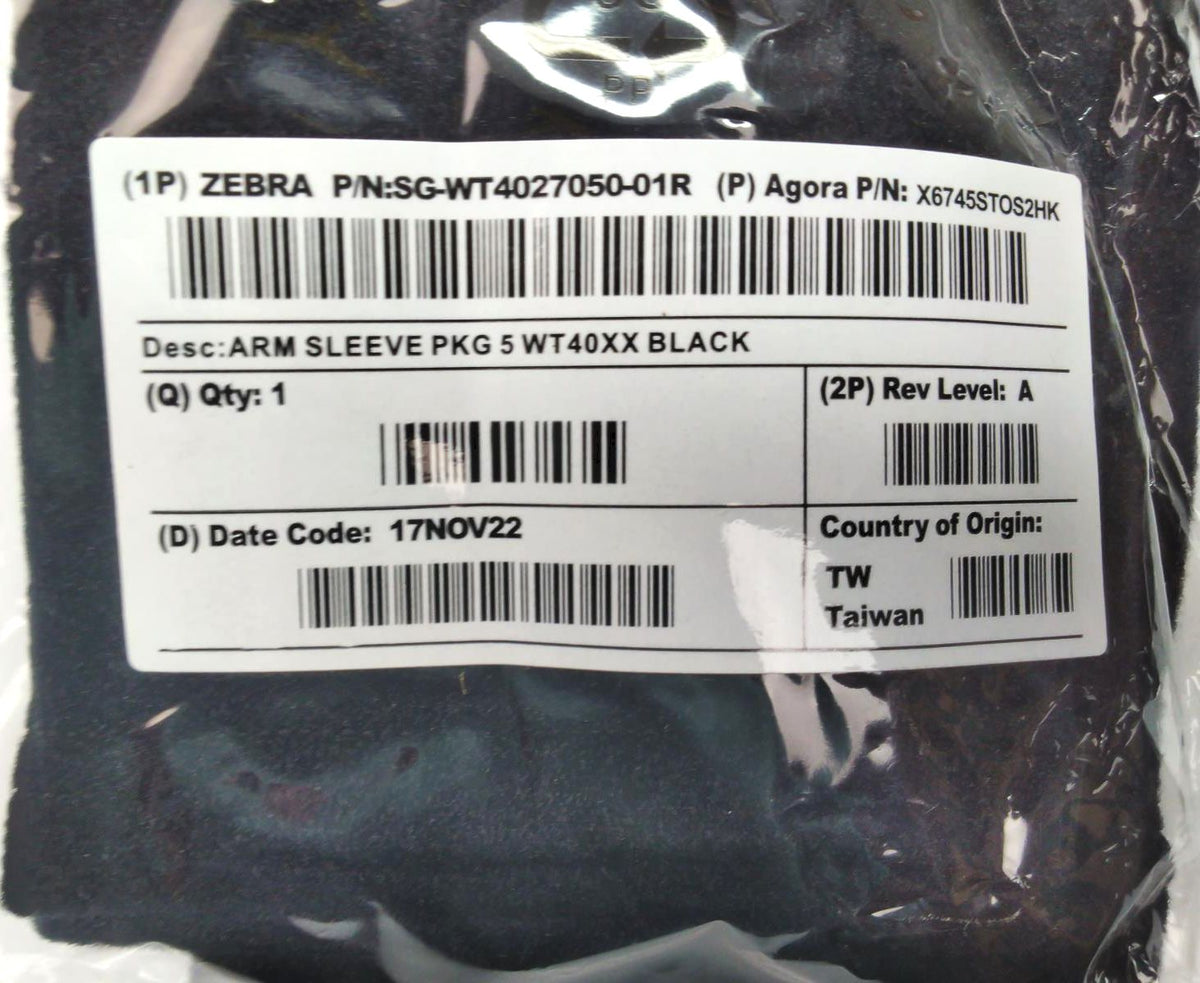 PP
(1P) ZEBRA P/N:SG-WT4027050-01R (P) Agora P/N: X6745STOS2HK
Desc:ARM SLEEVE PKG 5 WT40XX BLACK
(Q) Qty: 1
(2P) Rev Level: A
(D) Date Code: 17NOV22
Country of Origin:
TW
Taiwan